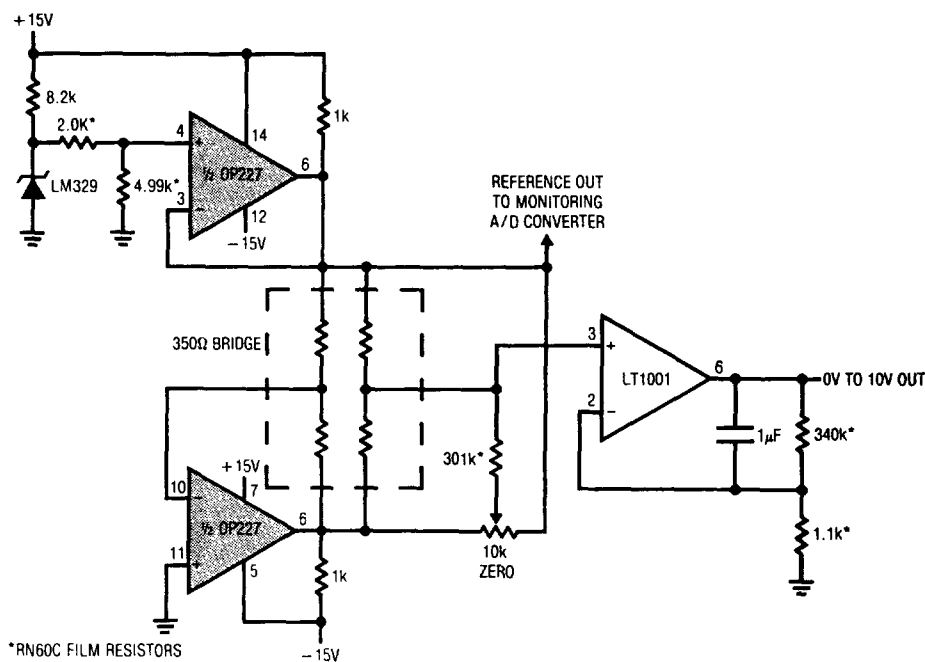 +15V
8.2k
2.0K*
LM329
4.99k*
4
+
3
−
½ OP227
14
12
−15V
6
1k
REFERENCE OUT
TO MONITORING
A/D CONVERTER
350Ω BRIDGE
3
+
2
−
LT1001
6
0V TO 10V OUT
1μF
340k*
1.1k*
301k*
10k
ZERO
+15V
7
10
−
11
+
½ OP227
5
6
1k
−15V
*RN60C FILM RESISTORS